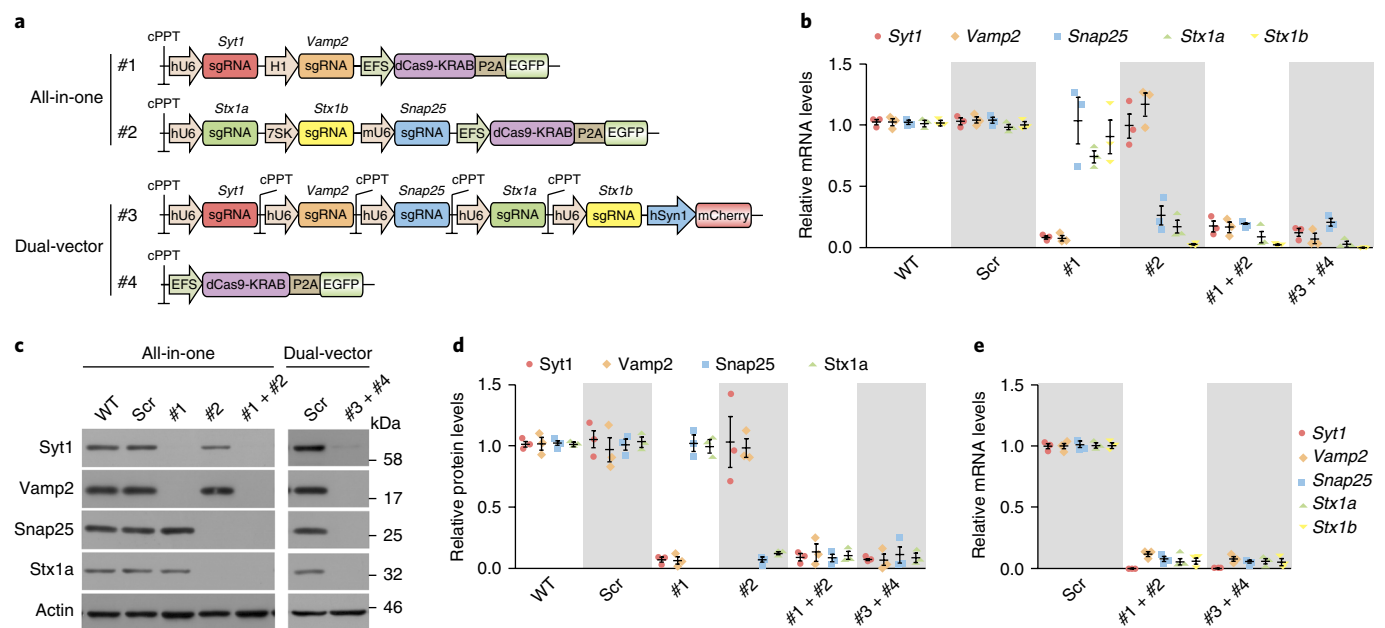 a
All-in-one
#1
cPPT
Syt1
Vamp2
hU6 sgRNA H1 sgRNA EFS dCas9-KRAB P2A EGFP
#2
cPPT
Stx1a
Stx1b
Snap25
hU6 sgRNA 7SK sgRNA mU6 sgRNA EFS dCas9-KRAB P2A EGFP
Dual-vector
#3
cPPT cPPT cPPT cPPT cPPT
Syt1 Vamp2 Snap25 Stx1a Stx1b
hU6 sgRNA hU6 sgRNA hU6 sgRNA hU6 sgRNA hU6 sgRNA hSyn1 mCherry
#4
cPPT
EFS dCas9-KRAB P2A EGFP
b
Syt1 Vamp2 Snap25 Stx1a Stx1b
Relative mRNA levels
1.5
1.0
0.5
0.0
WT Scr #1 #2 #1 + #2 #3 + #4
c
All-in-one Dual-vector
WT Scr #1 #2 #1 + #2 Scr #3 + #4
kDa
Syt1
58
Vamp2
17
Snap25
25
Stx1a
32
Actin
46
d
Syt1 Vamp2 Snap25 Stx1a
Relative protein levels
1.5
1.0
0.5
0.0
WT Scr #1 #2 #1 + #2 #3 + #4
e
Relative mRNA levels
1.5
1.0
0.5
0.0
Scr #1 + #2 #3 + #4
Syt1
Vamp2
Snap25
Stx1a
Stx1b